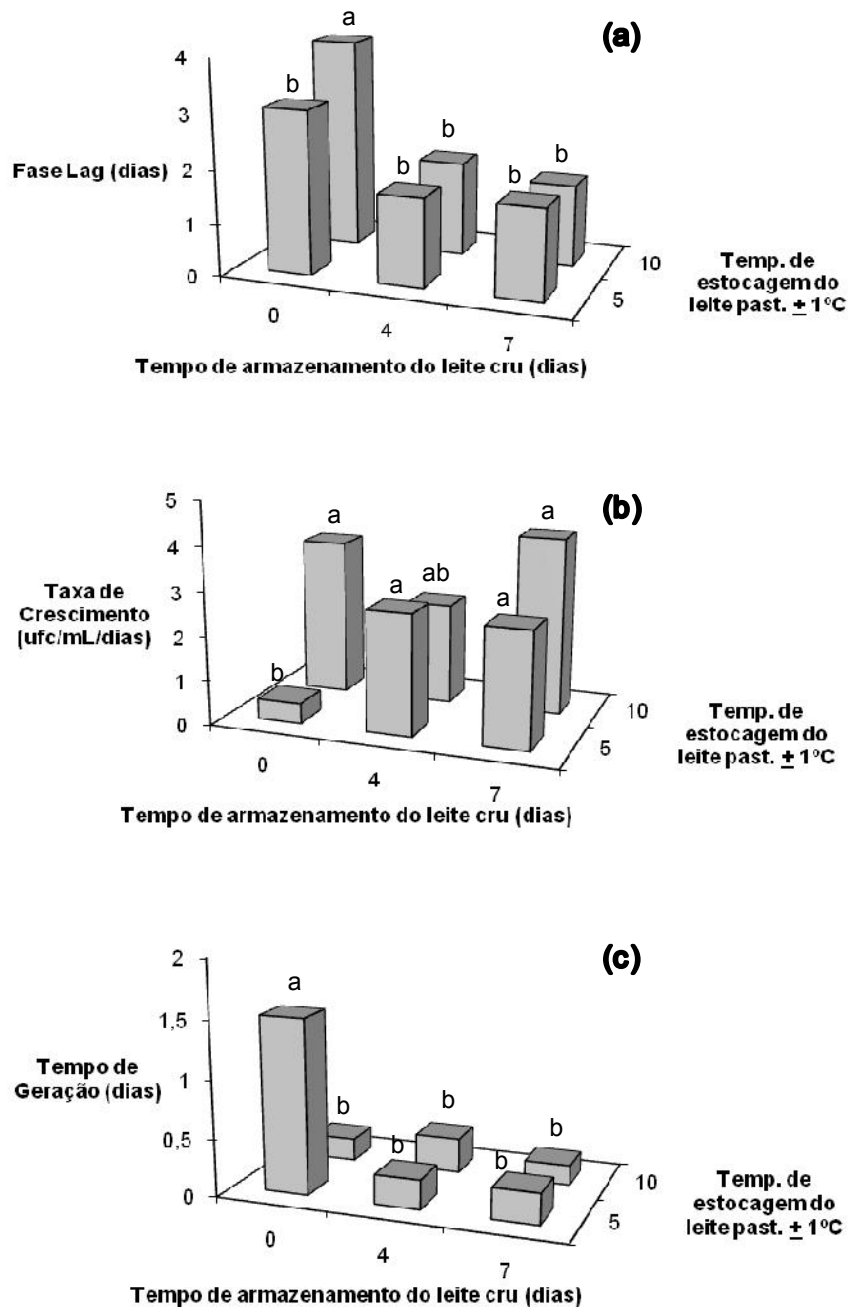 (a)
4
3
2
1
0
Fase Lag (dias)
a
b
b
b
b
b
0
4
7
10
5
Temp. de
estocagem do
leite past. ± 1ºC
Tempo de armazenamento do leite cru (dias)
(b)
5
4
3
2
1
0
Taxa de
Crescimento
(ufc/mL/dias)
a
b
a
ab
a
a
0
4
7
10
5
Temp. de
estocagem do
leite past. ± 1ºC
Tempo de armazenamento do leite cru (dias)
(c)
2
1,5
1
0,5
0
Tempo de
Geração (dias)
a
b
b
b
b
b
0
4
7
10
5
Temp. de
estocagem do
leite past. ± 1ºC
Tempo de armazenamento do leite cru (dias)